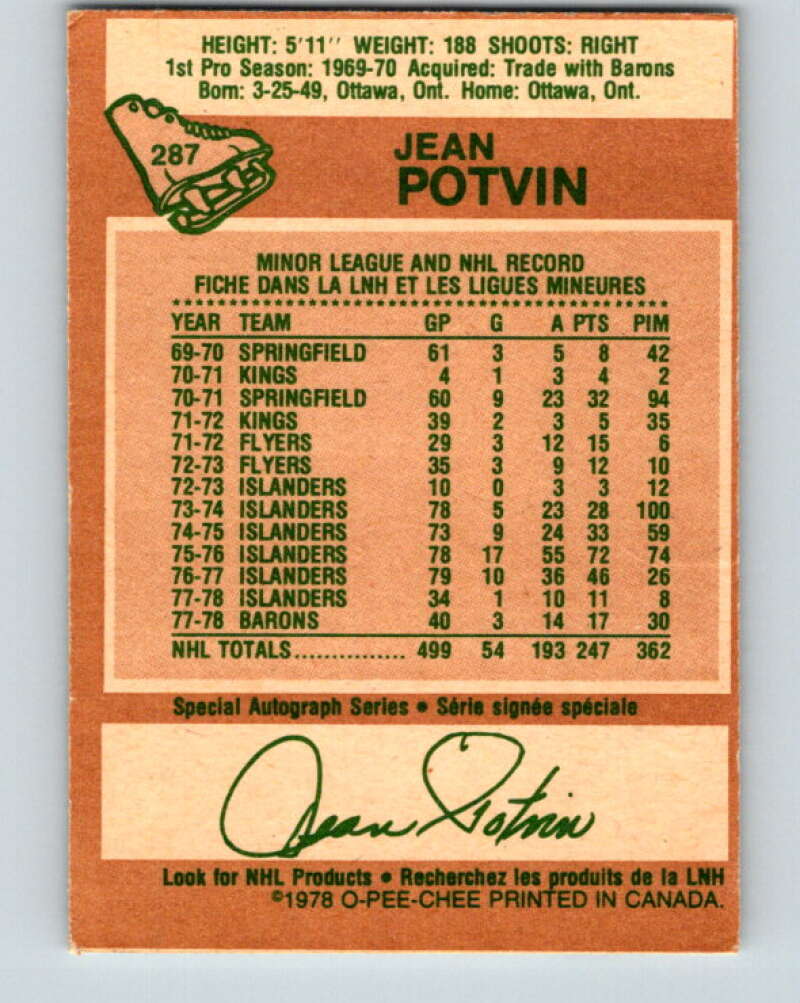 HEIGHT: 5'11" WEIGHT: 188 SHOOTS: RIGHT
1st Pro Season: 1969-70 Acquired: Trade with Barons
Born: 3-25-49, Ottawa, Ont. Home: Ottawa, Ont.
287
JEAN
POTVIN
MINOR LEAGUE AND NHL RECORD
FICHE DANS LA LNH ET LES LIGUES MINEURES
YEAR TEAM GP G A PTS PIM
69-70 SPRINGFIELD 61 3 5 8 42
70-71 KINGS 4 1 3 4 2
70-71 SPRINGFIELD 60 9 23 32 94
71-72 KINGS 39 2 3 5 35
71-72 FLYERS 29 3 12 15 6
72-73 FLYERS 35 3 9 12 10
72-73 ISLANDERS 10 0 3 3 12
73-74 ISLANDERS 78 5 23 28 100
74-75 ISLANDERS 73 9 24 33 59
75-76 ISLANDERS 78 17 55 72 74
76-77 ISLANDERS 79 10 36 46 26
77-78 ISLANDERS 34 1 10 11 8
77-78 BARONS 40 3 14 17 30
NHL TOTALS............... 499 54 193 247 362
Special Autograph Series • Série signée spéciale
Jean Potvin
Look for NHL Products • Recherchez les produits de la LNH
©1978 O-PEE-CHEE PRINTED IN CANADA.